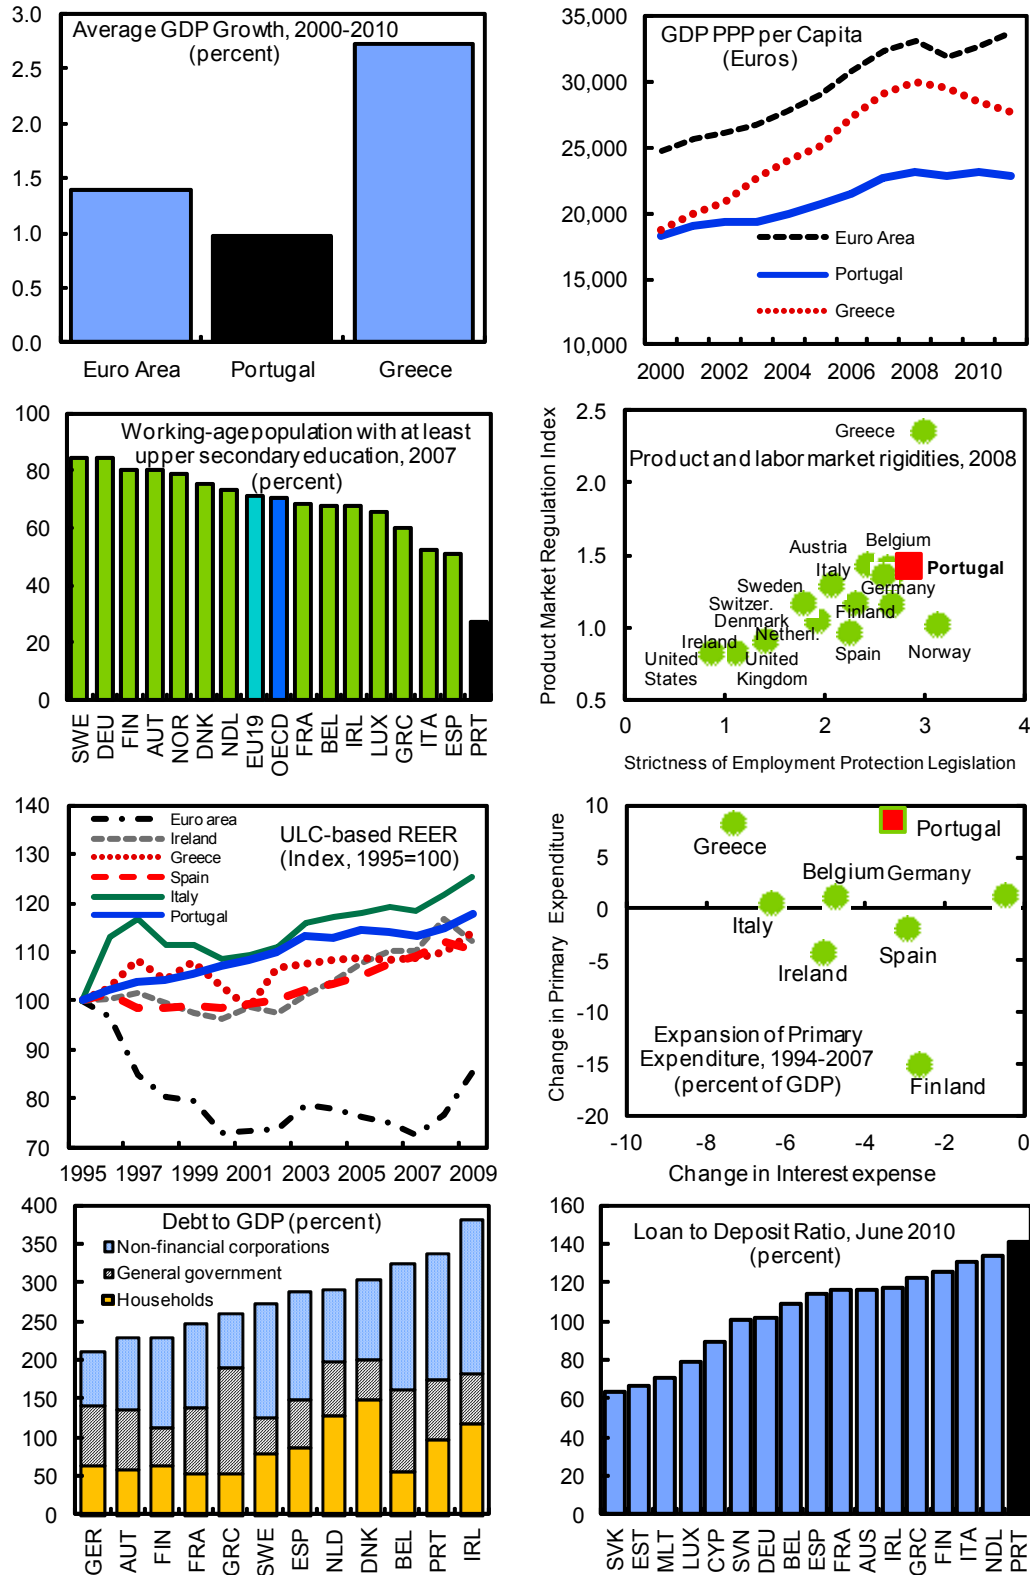 Average GDP Growth, 2000-2010
(percent)
3.0
2.5
2.0
1.5
1.0
0.5
0.0
Euro Area
Portugal
Greece
GDP PPP per Capita
(Euros)
35,000
30,000
25,000
20,000
15,000
10,000
Euro Area
Portugal
Greece
2000 2002 2004 2006 2008 2010
Working-age population with at least
upper secondary education, 2007
(percent)
100
80
60
40
20
0
SWE
DEU
FIN
AUT
NOR
DNK
NDL
EU19
OECD
FRA
BEL
IRL
LUX
GRC
ITA
ESP
PRT
Product and labor market rigidities, 2008
Product Market Regulation Index
2.5
2.0
1.5
1.0
0.5
Greece
Belgium
Austria
Portugal
Italy
Germany
Sweden
Switzer.
Finland
Denmark
Netherl.
Ireland
United
States
United
Kingdom
Spain
Norway
0 1 2 3 4
Strictness of Employment Protection Legislation
ULC-based REER
(Index, 1995=100)
140
130
120
110
100
90
80
70
Euro area
Ireland
Greece
Spain
Italy
Portugal
1995 1997 1999 2001 2003 2005 2007 2009
Change in Primary Expenditure
10
5
0
-5
-10
-15
-20
Portugal
Greece
Belgium
Germany
Italy
Spain
Ireland
Finland
Expansion of Primary
Expenditure, 1994-2007
(percent of GDP)
-10 -8 -6 -4 -2 0
Change in Interest expense
Debt to GDP (percent)
Non-financial corporations
General government
Households
400
350
300
250
200
150
100
50
0
GER
AUT
FIN
FRA
GRC
SWE
ESP
NLD
DNK
BEL
PRT
IRL
Loan to Deposit Ratio, June 2010
(percent)
160
140
120
100
80
60
40
20
0
SVK
EST
MLT
LUX
CYP
SVN
DEU
BEL
ESP
FRA
AUS
IRL
GRC
FIN
ITA
NDL
PRT